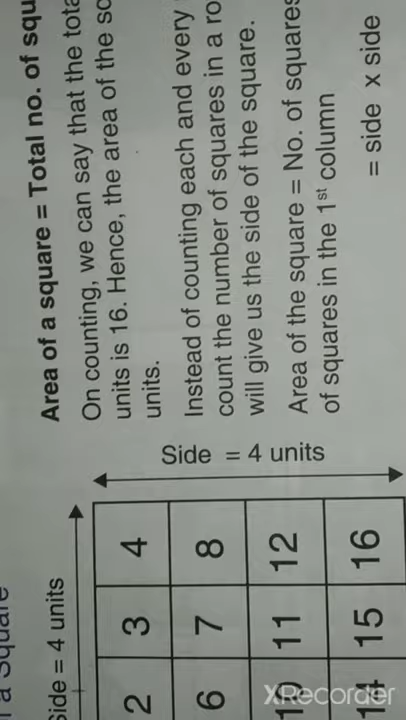 a Square
Side = 4 units
2 3 4
6 7 8
10 11 12
14 15 16
Side = 4 units
Area of a square = Total no. of squ
On counting, we can say that the tota
units is 16. Hence, the area of the sq
units.
Instead of counting each and every
count the number of squares in a ro
will give us the side of the square.
Area of the square = No. of squares
of squares in the 1st column
= side x side
XRecorder